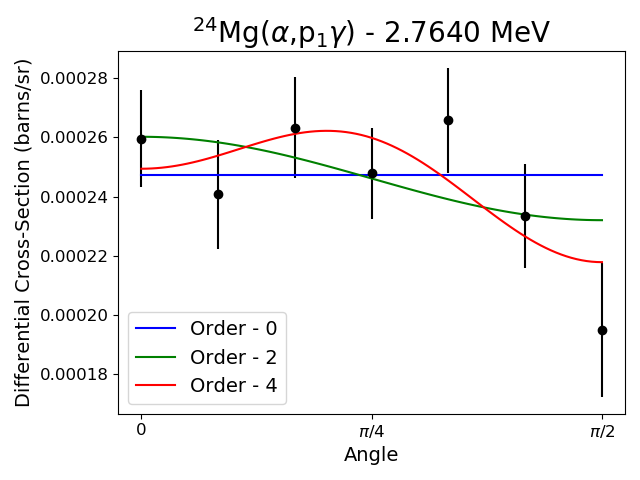 ²⁴Mg(α,p₁γ) - 2.7640 MeV
Differential Cross-Section (barns/sr)
0.00028
0.00026
0.00024
0.00022
0.00020
0.00018
Order - 0
Order - 2
Order - 4
0 π/4 π/2
Angle